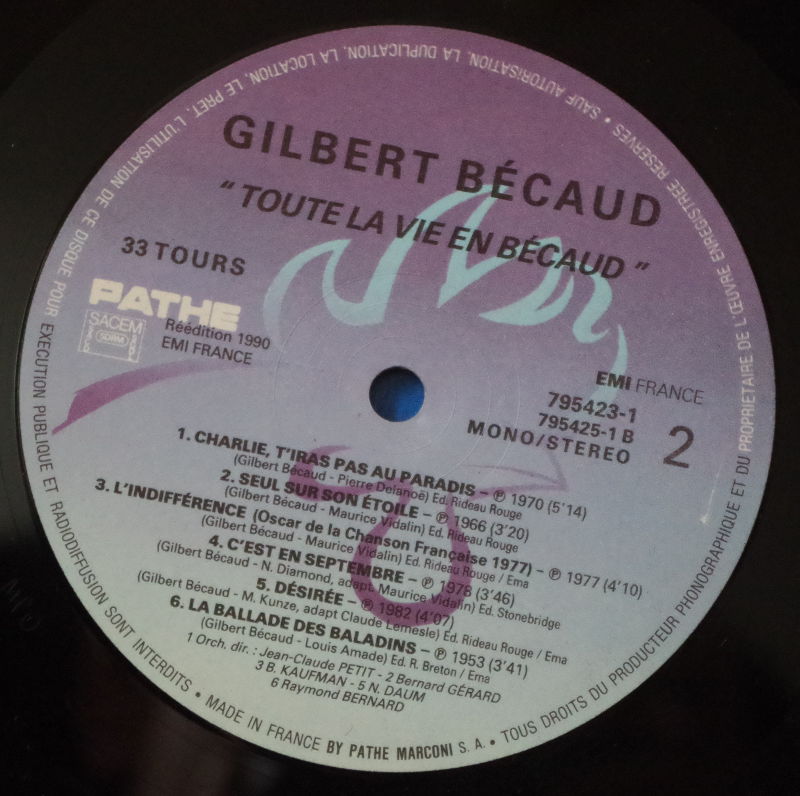 GILBERT BÉCAUD
“ TOUTE LA VIE EN BÉCAUD ”
33 TOURS
PATHE
SACEM
SDRM
Réédition 1990
EMI FRANCE
EMI FRANCE
795423-1
795425-1 B
MONO/STEREO
2
1. CHARLIE, T'IRAS PAS AU PARADIS – ℗ 1970 (5'14)
(Gilbert Bécaud - Pierre Delanoë) Ed. Rideau Rouge
2. SEUL SUR SON ÉTOILE – ℗ 1966 (3'20)
(Gilbert Bécaud - Maurice Vidalin) Ed. Rideau Rouge
3. L'INDIFFÉRENCE (Oscar de la Chanson Française 1977) – ℗ 1977 (4'10)
(Gilbert Bécaud - Maurice Vidalin) Ed. Rideau Rouge / Ema
4. C'EST EN SEPTEMBRE – ℗ 1978 (3'46)
(Gilbert Bécaud - N. Diamond, adapt Maurice Vidalin) Ed. Stonebridge
5. DÉSIRÉE – ℗ 1982 (4'07)
(Gilbert Bécaud - M. Kunze, adapt Claude Lemesle) Ed. Rideau Rouge / Ema
6. LA BALLADE DES BALADINS – ℗ 1953 (3'41)
(Gilbert Bécaud - Louis Amade) Ed. R. Breton / Ema
1 Orch. dir. : Jean-Claude PETIT - 2 Bernard GÉRARD
3 B. KAUFMAN - 5 N. DAUM
6 Raymond BERNARD
MADE IN FRANCE BY PATHE MARCONI S.A. • TOUS DROITS DU PRODUCTEUR PHONOGRAPHIQUE ET DU PROPRIETAIRE DE L'ŒUVRE ENREGISTREE RESERVES • SAUF AUTORISATION, LA DUPLICATION, LA LOCATION, LE PRET, L'UTILISATION DE CE DISQUE POUR EXECUTION PUBLIQUE ET RADIODIFFUSION SONT INTERDITS •